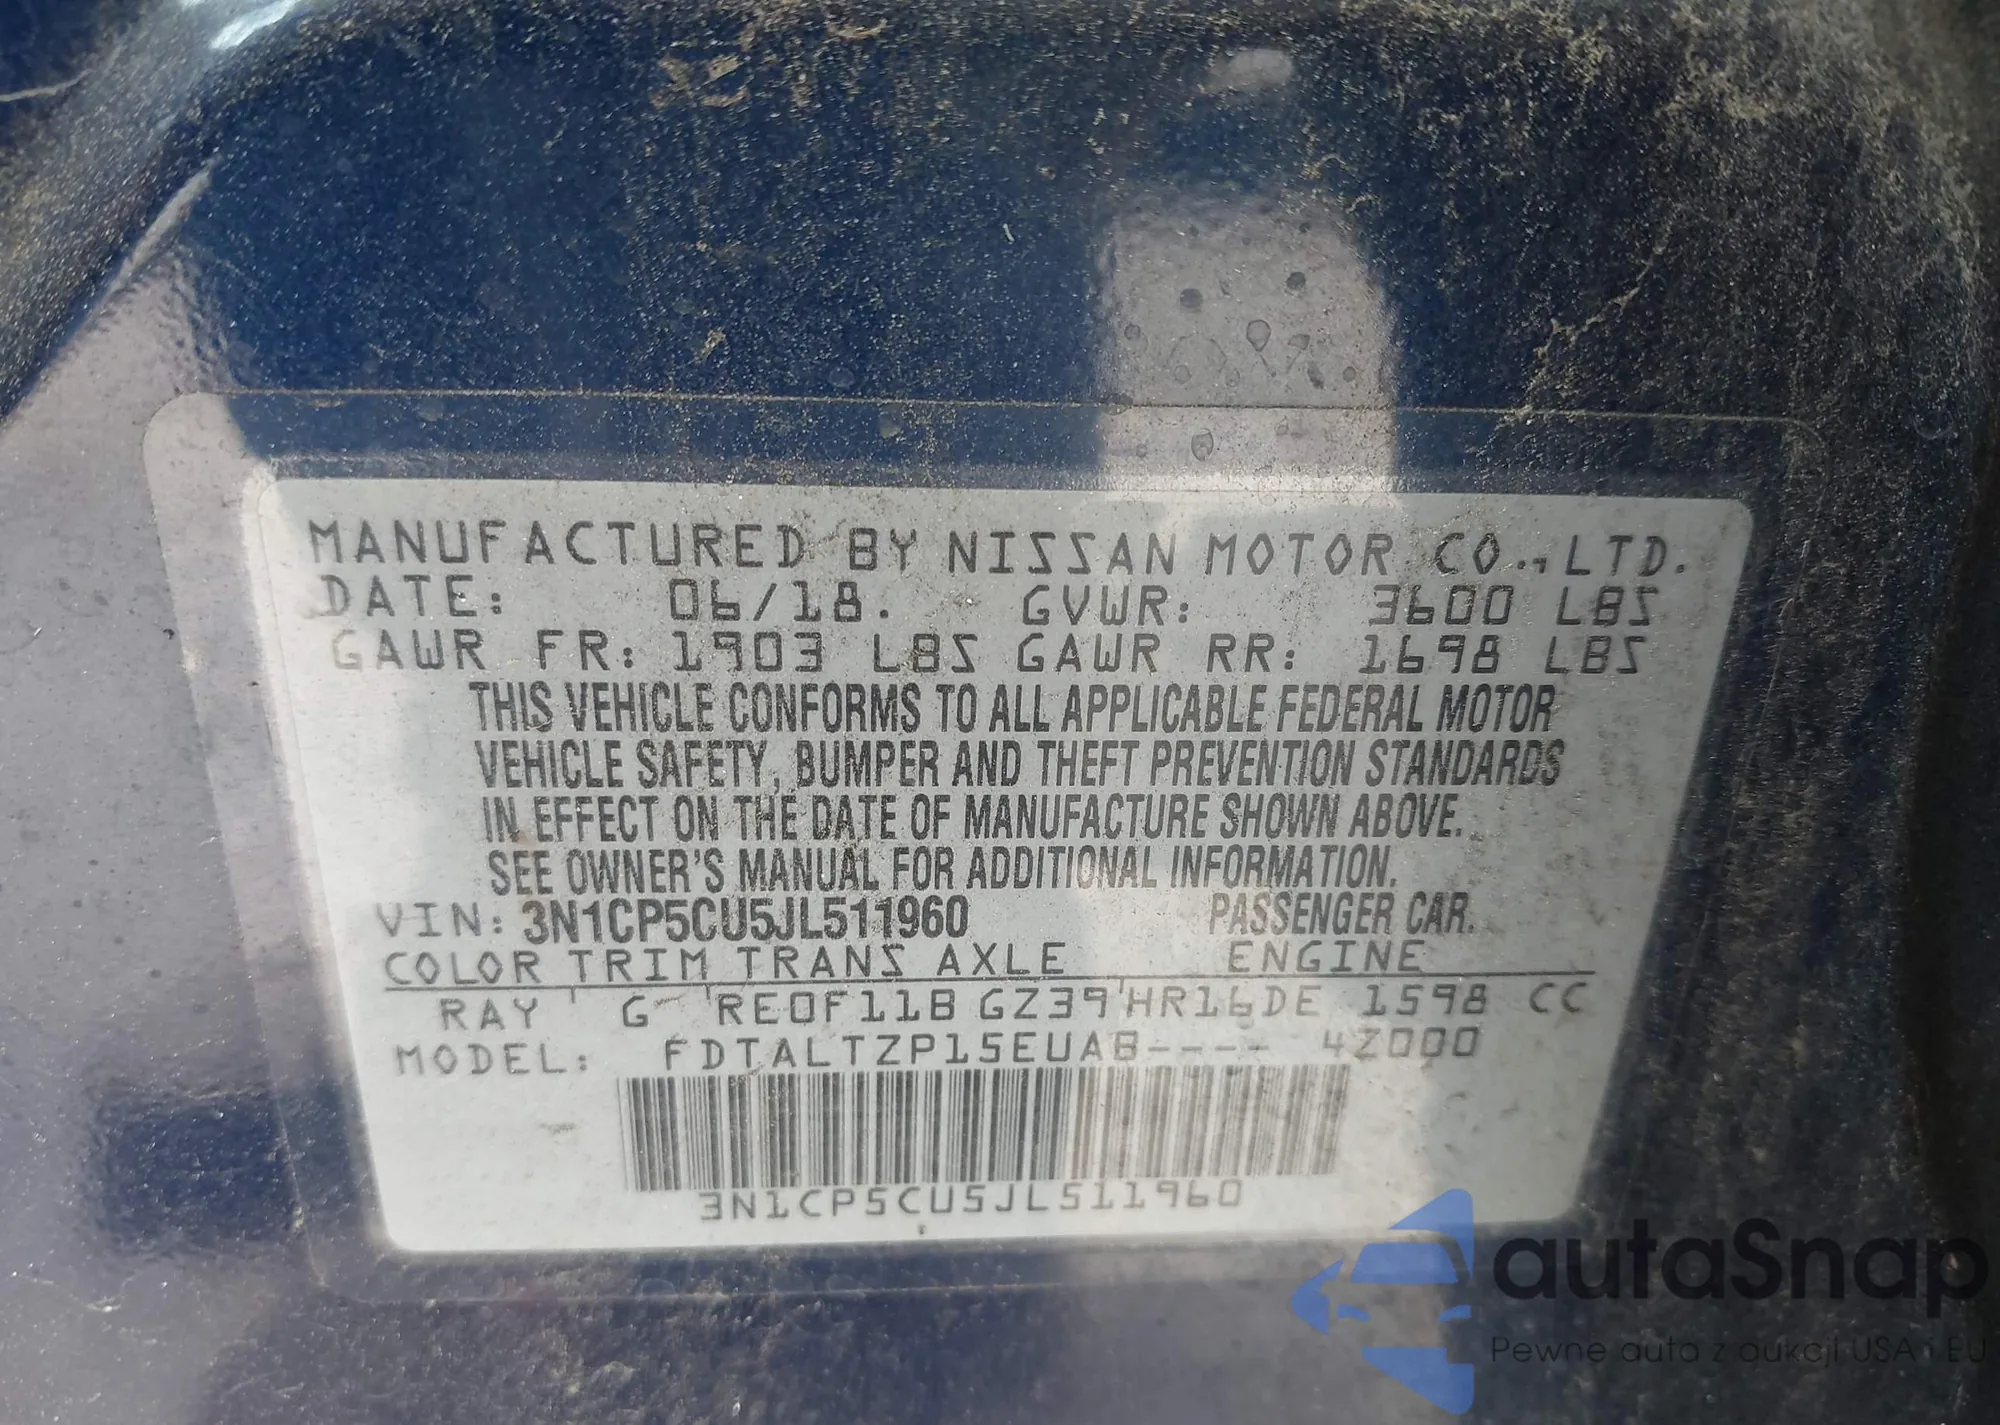 MANUFACTURED BY NISSAN MOTOR CO., LTD.
DATE: 06/18. GVWR: 3600 LBS
GAWR FR: 1903 LBS GAWR RR: 1698 LBS
THIS VEHICLE CONFORMS TO ALL APPLICABLE FEDERAL MOTOR
VEHICLE SAFETY, BUMPER AND THEFT PREVENTION STANDARDS
IN EFFECT ON THE DATE OF MANUFACTURE SHOWN ABOVE.
SEE OWNER'S MANUAL FOR ADDITIONAL INFORMATION.
VIN: 3N1CP5CU5JL511960 PASSENGER CAR.
COLOR TRIM TRANS AXLE ENGINE
RAY G RE0F11B GZ39 HR16DE 1598 CC
MODEL: FDTALTZP15EUAB---- 4Z000
3N1CP5CU5JL511960
autaSnap
Pewne auta z aukcji USA i EU